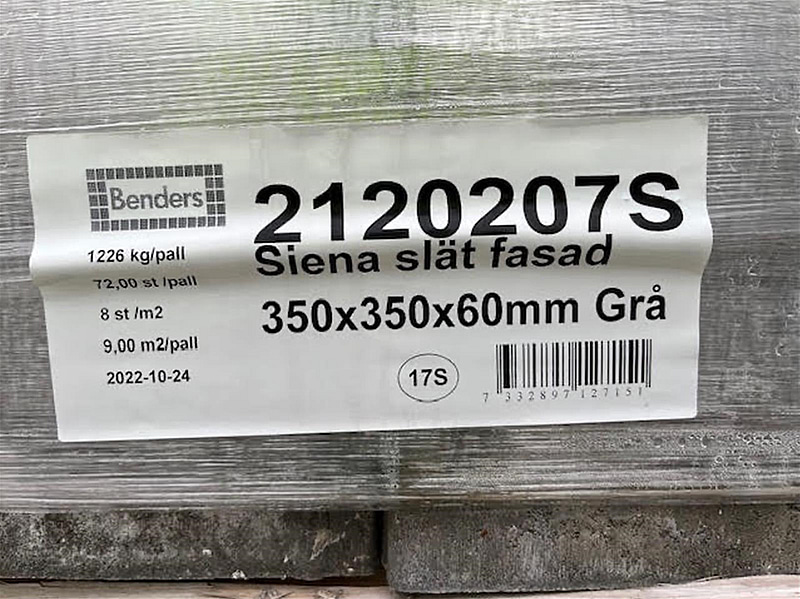 Benders
2120207S
Siena slät fasad
350x350x60mm Grå
1226 kg/pall
72,00 st /pall
8 st /m2
9,00 m2/pall
2022-10-24
17S
7 332897 127151